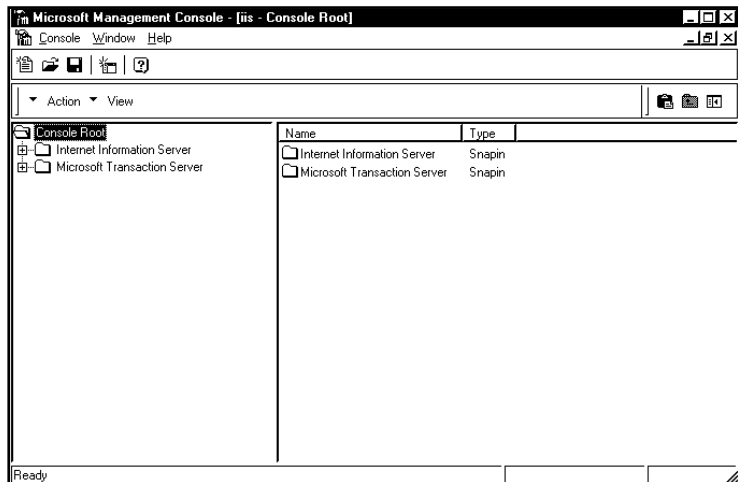 Microsoft Management Console - [iis - Console Root]
Console Window Help
Action View
Console Root
Internet Information Server
Microsoft Transaction Server
Name Type
Internet Information Server Snapin
Microsoft Transaction Server Snapin
Ready